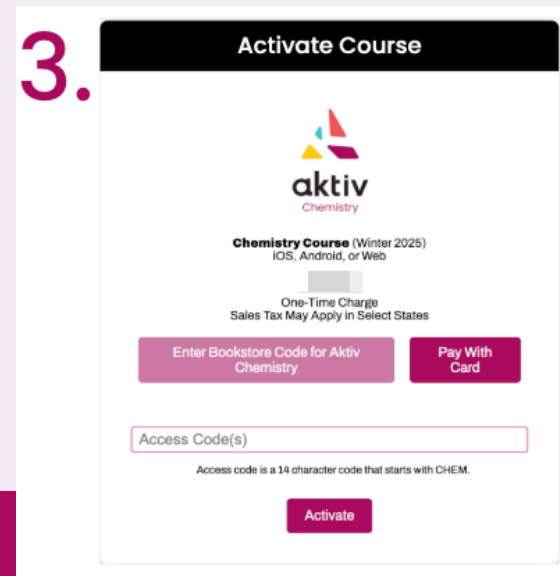 3.
Activate Course
aktiv
Chemistry
Chemistry Course (Winter 2025)
iOS, Android, or Web
One-Time Charge
Sales Tax May Apply in Select States
Enter Bookstore Code for Aktiv
Chemistry
Pay With
Card
Access Code(s)
Access code is a 14 character code that starts with CHEM.
Activate